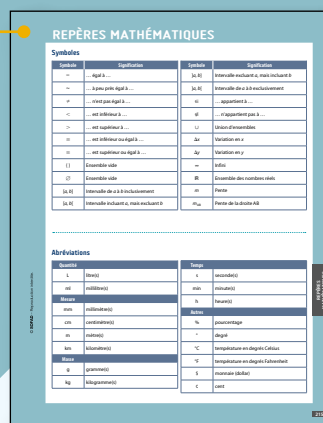 REPÈRES MATHÉMATIQUES
Symboles
Symbole Signification
= … égal à …
≈ … à peu près égal à …
≠ … n'est pas égal à …
< … est inférieur à …
> … est supérieur à …
≤ … est inférieur ou égal à …
≥ … est supérieur ou égal à …
{ } Ensemble vide
∅ Ensemble vide
[a, b] Intervalle de a à b inclusivement
[a, b[ Intervalle incluant a, mais excluant b
Symbole Signification
]a, b] Intervalle excluant a, mais incluant b
]a, b[ Intervalle de a à b exclusivement
∈ … appartient à …
∉ … n'appartient pas à …
∪ Union d'ensembles
Δx Variation en x
Δy Variation en y
∞ Infini
ℝ Ensemble des nombres réels
m Pente
mAB Pente de la droite AB
Abréviations
Quantité
L litre(s)
ml millilitre(s)
Mesure
mm millimètre(s)
cm centimètre(s)
m mètre(s)
km kilomètre(s)
Masse
g gramme(s)
kg kilogramme(s)
Temps
s seconde(s)
min minute(s)
h heure(s)
Autres
% pourcentage
° degré
°C température en degrés Celsius
°F température en degrés Fahrenheit
$ monnaie (dollar)
¢ cent
© SOFAD - Reproduction interdite.
REPÈRES
215